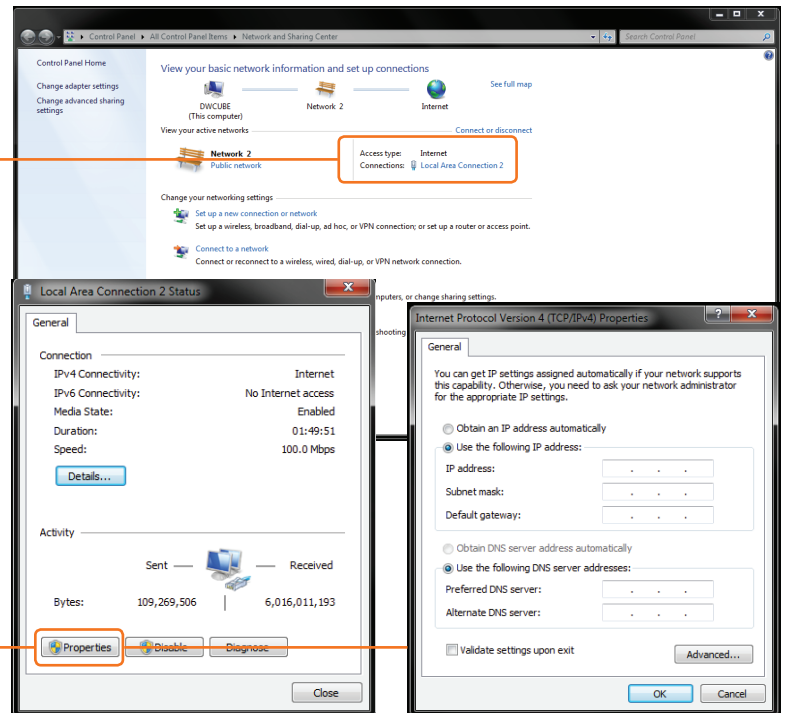 Control Panel ▸ All Control Panel Items ▸ Network and Sharing Center
Search Control Panel
Control Panel Home
Change adapter settings
Change advanced sharing
settings
View your basic network information and set up connections
See full map
DWCUBE
(This computer)
Network 2
Internet
View your active networks
Connect or disconnect
Network 2
Public network
Access type: Internet
Connections: Local Area Connection 2
Change your networking settings
Set up a new connection or network
Set up a wireless, broadband, dial-up, ad hoc, or VPN connection; or set up a router or access point.
Connect to a network
Connect or reconnect to a wireless, wired, dial-up, or VPN network connection.
mputers, or change sharing settings.
shooting
Local Area Connection 2 Status
General
Connection
IPv4 Connectivity: Internet
IPv6 Connectivity: No Internet access
Media State: Enabled
Duration: 01:49:51
Speed: 100.0 Mbps
Details...
Activity
Sent — Received
Bytes: 109,269,506 | 6,016,011,193
Properties
Disable
Diagnose
Close
Internet Protocol Version 4 (TCP/IPv4) Properties
General
You can get IP settings assigned automatically if your network supports
this capability. Otherwise, you need to ask your network administrator
for the appropriate IP settings.
Obtain an IP address automatically
Use the following IP address:
IP address: . . .
Subnet mask: . . .
Default gateway: . . .
Obtain DNS server address automatically
Use the following DNS server addresses:
Preferred DNS server: . . .
Alternate DNS server: . . .
Validate settings upon exit
Advanced...
OK
Cancel